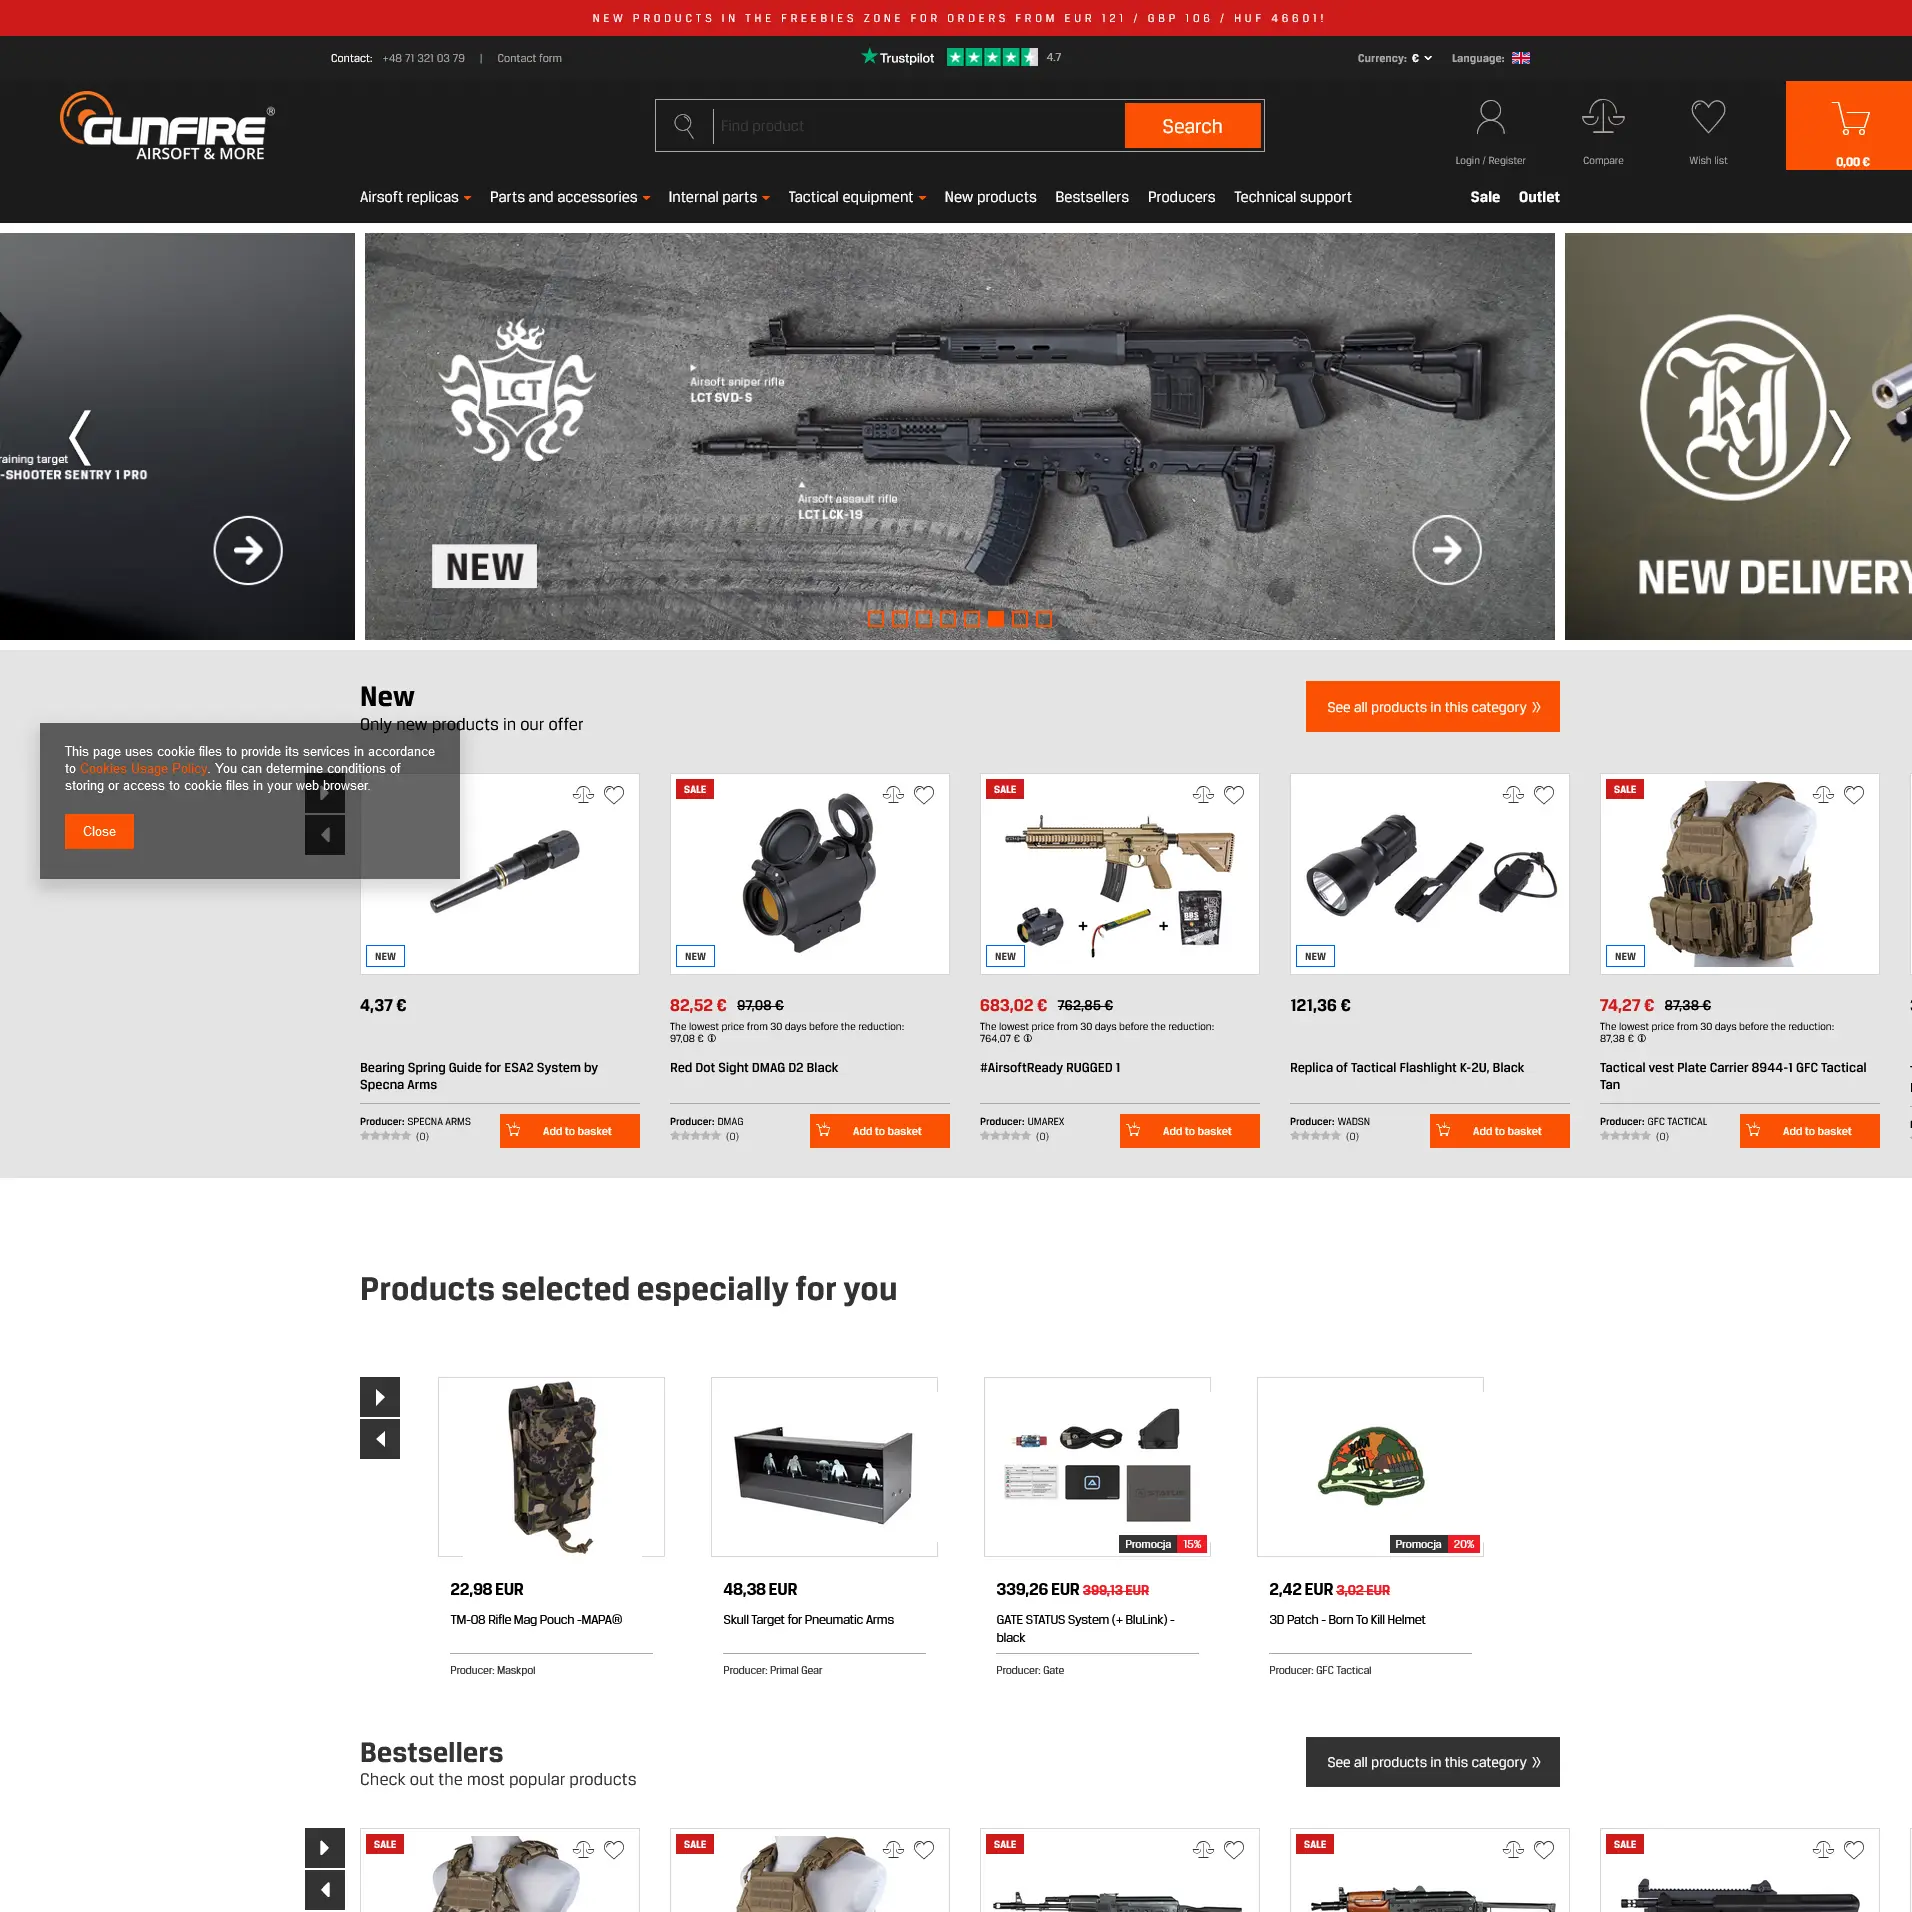 NEW PRODUCTS IN THE FREEBIES ZONE FOR ORDERS FROM EUR 121 / GBP 106 / HUF 46601!
Contact: +48 71 321 03 79 | Contact form
Trustpilot 4.7
Currency: € Language:
GUNFIRE®
AIRSOFT & MORE
Find product
Search
Login / Register
Compare
Wish list
0,00 €
Airsoft replicas Parts and accessories Internal parts Tactical equipment New products Bestsellers Producers Technical support Sale Outlet
raining target
-SHOOTER SENTRY 1 PRO
LCT
Airsoft sniper rifle
LCT SVD-S
Airsoft assault rifle
LCT LCK-19
NEW
KJ
NEW DELIVERY
New
Only new products in our offer
See all products in this category »
This page uses cookie files to provide its services in accordance
to Cookies Usage Policy. You can determine conditions of
storing or access to cookie files in your web browser.
Close
NEW
4,37 €
Bearing Spring Guide for ESA2 System by
Specna Arms
Producer: SPECNA ARMS
(0)
Add to basket
SALE
NEW
82,52 € 97,08 €
The lowest price from 30 days before the reduction:
97,08 €
Red Dot Sight DMAG D2 Black
Producer: DMAG
(0)
Add to basket
SALE
+ +
BBS
NEW
683,02 € 762,85 €
The lowest price from 30 days before the reduction:
764,07 €
#AirsoftReady RUGGED 1
Producer: UMAREX
(0)
Add to basket
NEW
121,36 €
Replica of Tactical Flashlight K-2U, Black
Producer: WADSN
(0)
Add to basket
SALE
NEW
74,27 € 87,38 €
The lowest price from 30 days before the reduction:
87,38 €
Tactical vest Plate Carrier 8944-1 GFC Tactical
Tan
Producer: GFC TACTICAL
(0)
Add to basket
Products selected especially for you
22,98 EUR
TM-08 Rifle Mag Pouch -MAPA®
Producer: Maskpol
48,38 EUR
Skull Target for Pneumatic Arms
Producer: Primal Gear
STATUS
Promocja 15%
339,26 EUR 399,13 EUR
GATE STATUS System (+ BluLink) -
black
Producer: Gate
BORN
TO
KILL
Promocja 20%
2,42 EUR 3,02 EUR
3D Patch - Born To Kill Helmet
Producer: GFC Tactical
Bestsellers
Check out the most popular products
See all products in this category »
SALE
SALE
SALE
SALE
SALE